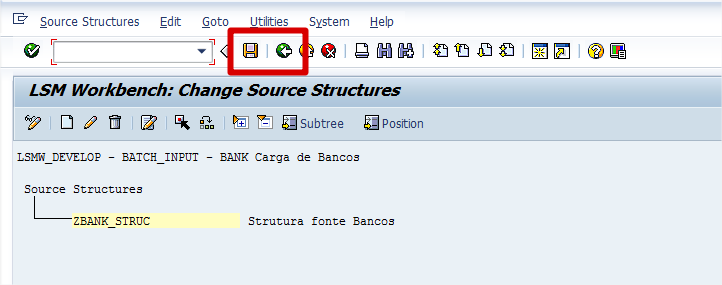 Source Structures Edit Goto Utilities System Help
LSM Workbench: Change Source Structures
Subtree Position
LSMW_DEVELOP - BATCH_INPUT - BANK Carga de Bancos
Source Structures
ZBANK_STRUC Strutura fonte Bancos